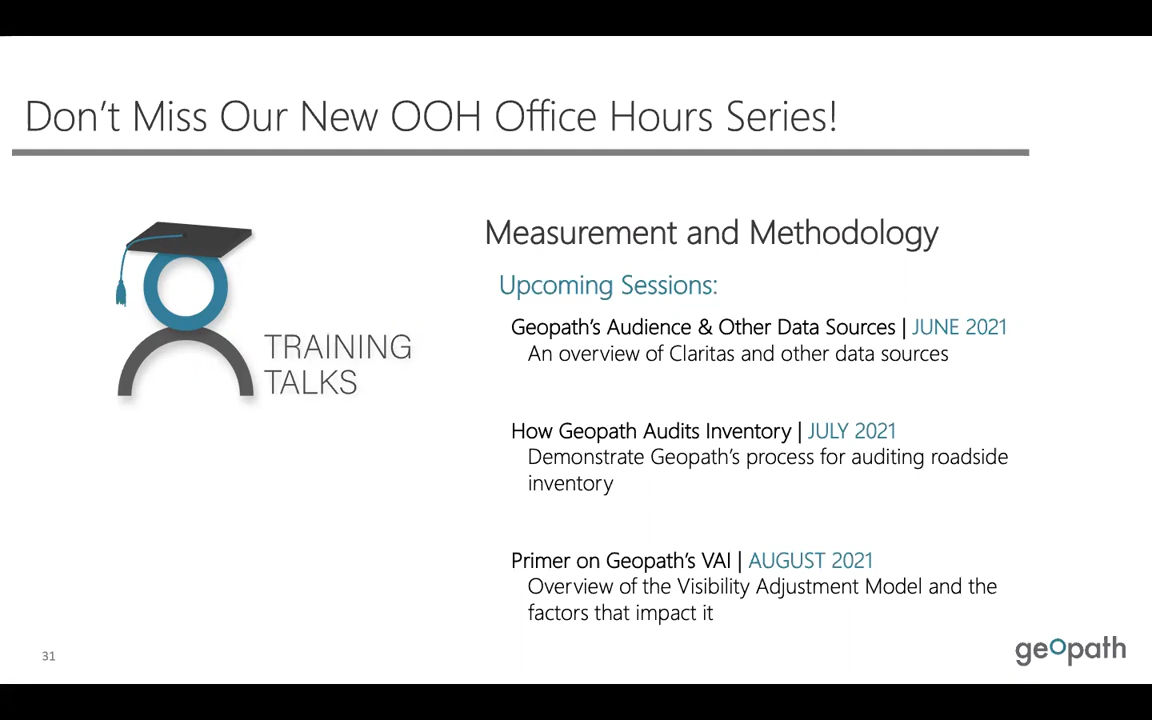 Don't Miss Our New OOH Office Hours Series!
TRAINING
TALKS
Measurement and Methodology
Upcoming Sessions:
Geopath's Audience & Other Data Sources | JUNE 2021
An overview of Claritas and other data sources
How Geopath Audits Inventory | JULY 2021
Demonstrate Geopath's process for auditing roadside
inventory
Primer on Geopath's VAI | AUGUST 2021
Overview of the Visibility Adjustment Model and the
factors that impact it
31
geopath